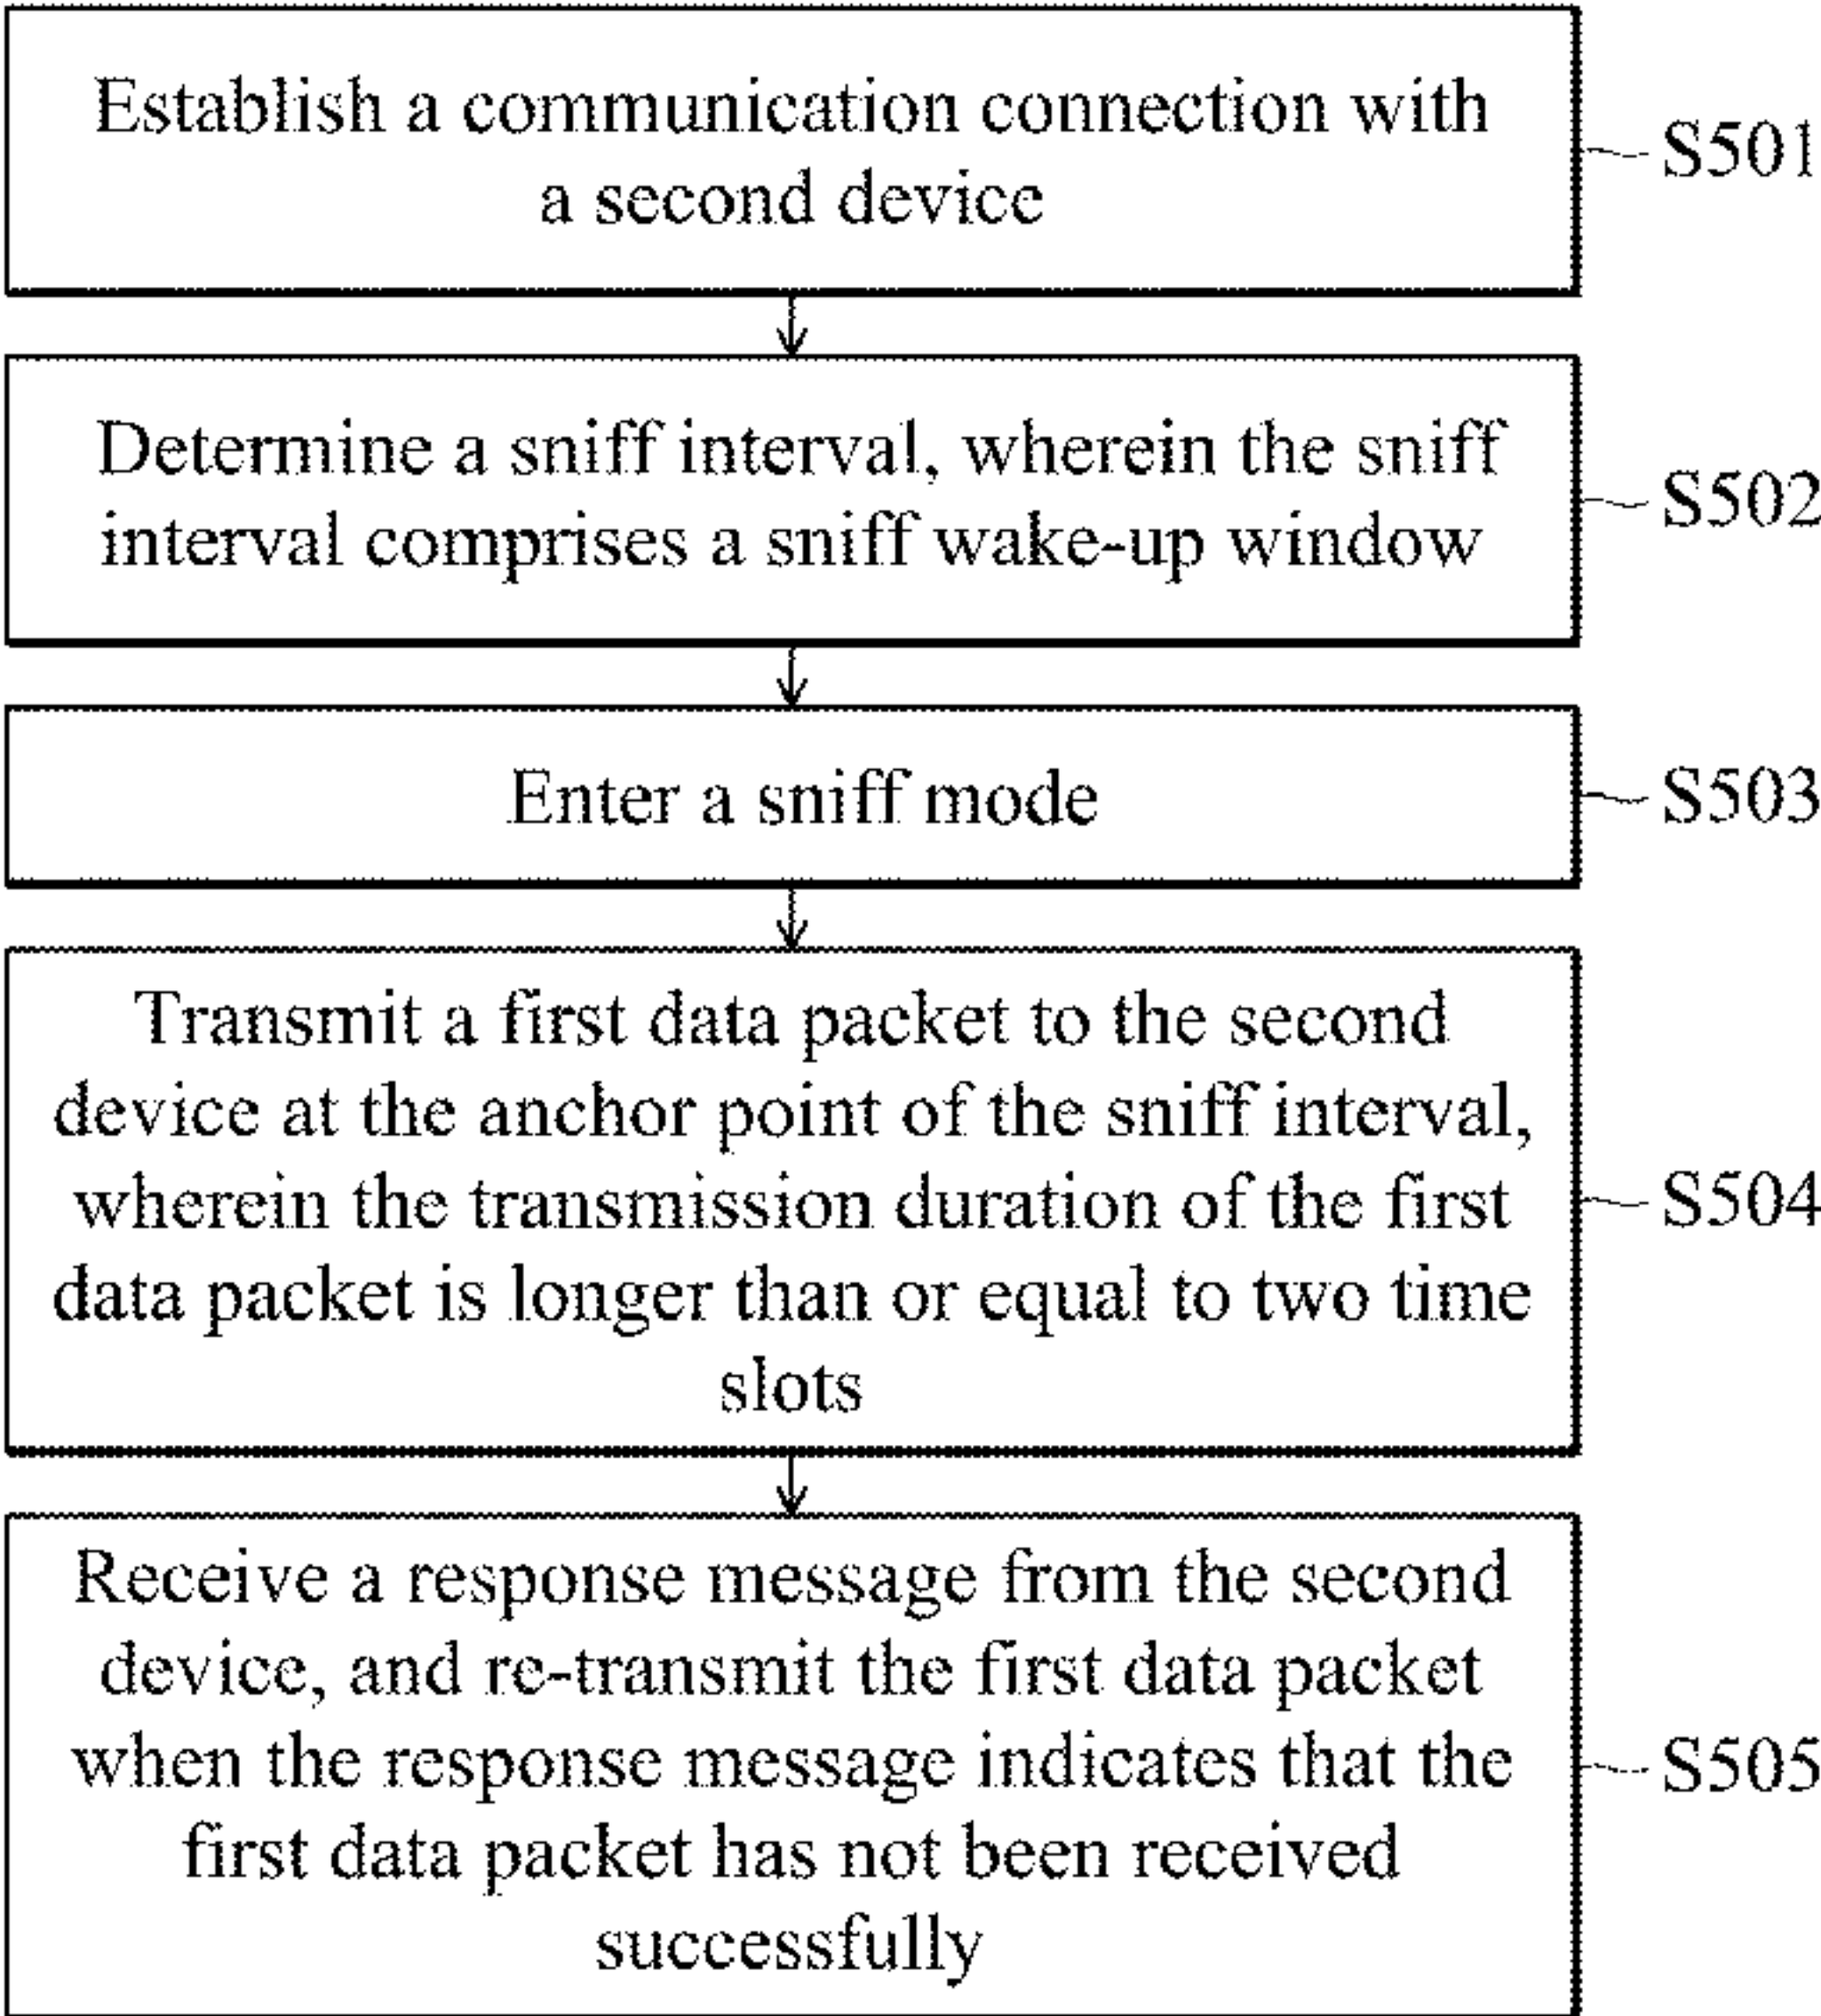 Establish a communication connection with
a second device
S501
Determine a sniff interval, wherein the sniff
interval comprises a sniff wake-up window
S502
Enter a sniff mode
S503
Transmit a first data packet to the second
device at the anchor point of the sniff interval,
wherein the transmission duration of the first
data packet is longer than or equal to two time
slots
S504
Receive a response message from the second
device, and re-transmit the first data packet
when the response message indicates that the
first data packet has not been received
successfully
S505